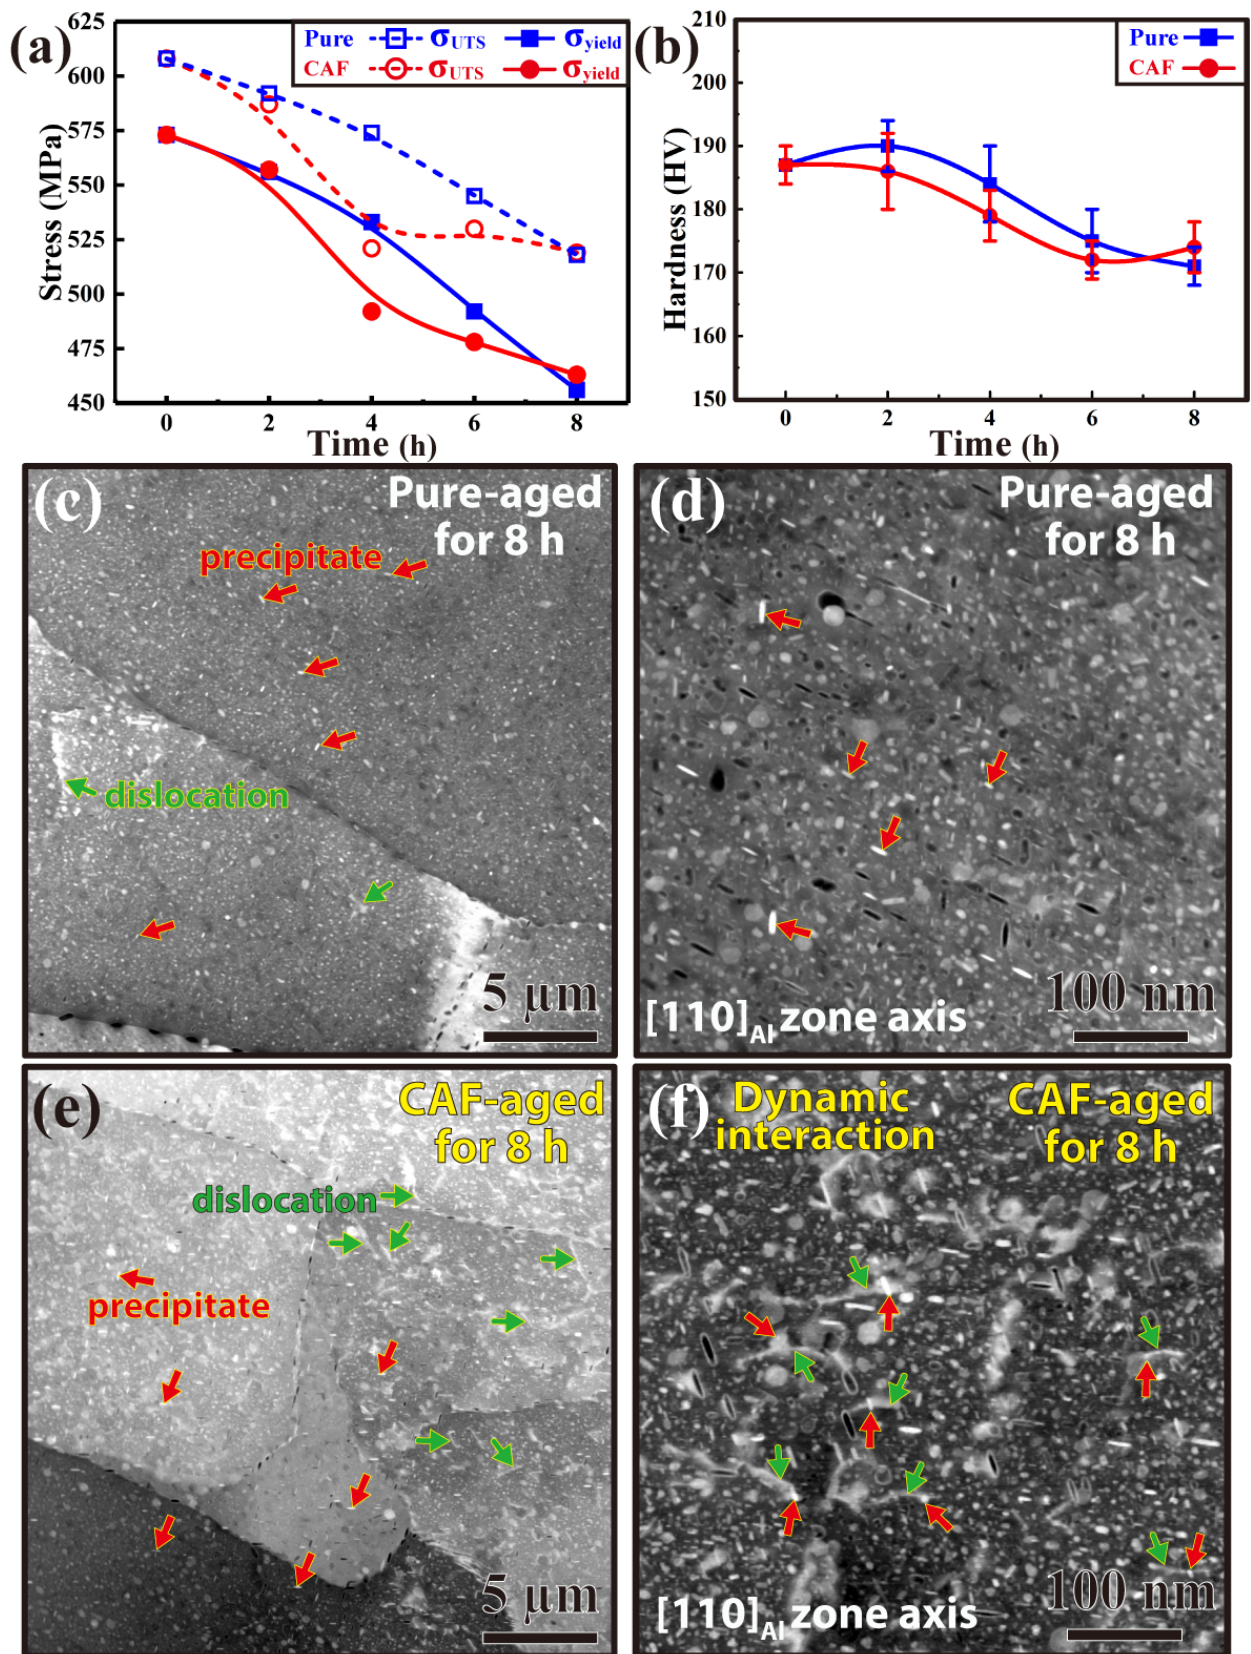 (a)
Pure σUTS σyield
CAF σUTS σyield
625
600
575
550
525
500
475
450
Stress (MPa)
0 2 4 6 8
Time (h)
(b)
Pure
CAF
210
200
190
180
170
160
150
Hardness (HV)
0 2 4 6 8
Time (h)
(c)
Pure-aged
for 8 h
precipitate
dislocation
5 μm
(d)
Pure-aged
for 8 h
[110]Al zone axis
100 nm
(e)
CAF-aged
for 8 h
dislocation
precipitate
5 μm
(f)
Dynamic
interaction
CAF-aged
for 8 h
[110]Al zone axis
100 nm